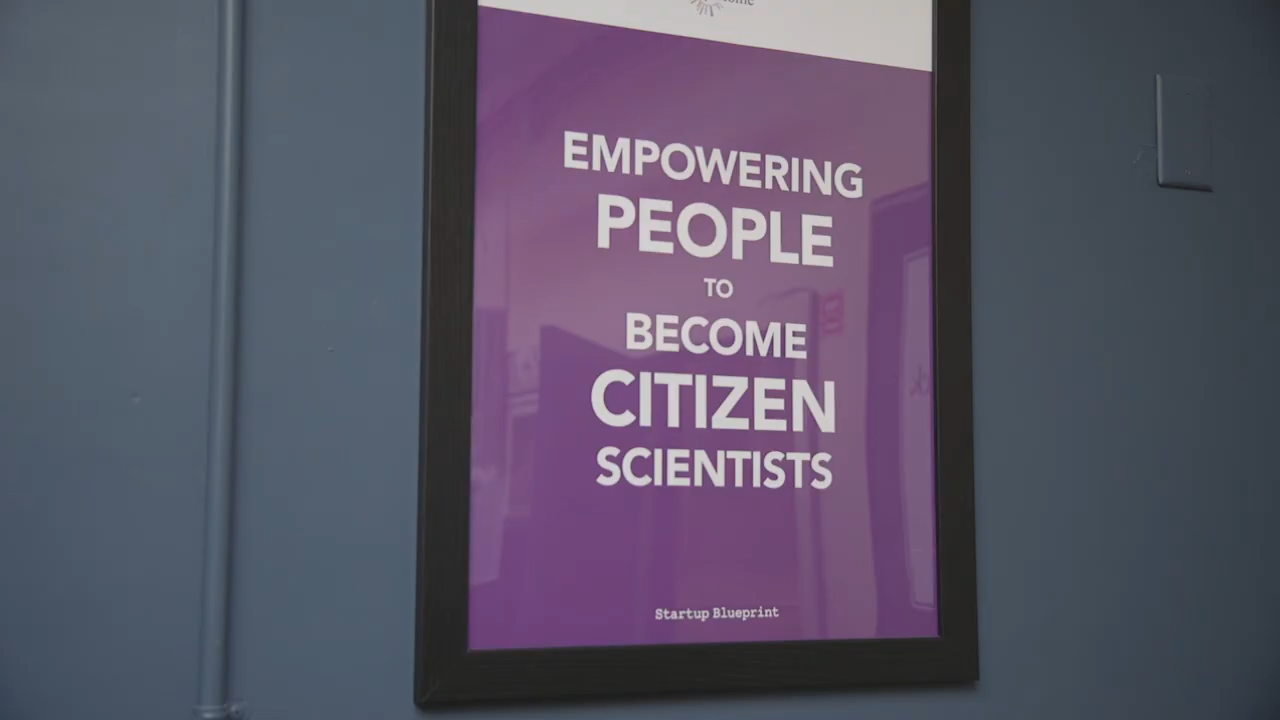 EMPOWERING
PEOPLE
TO
BECOME
CITIZEN
SCIENTISTS
Startup Blueprint